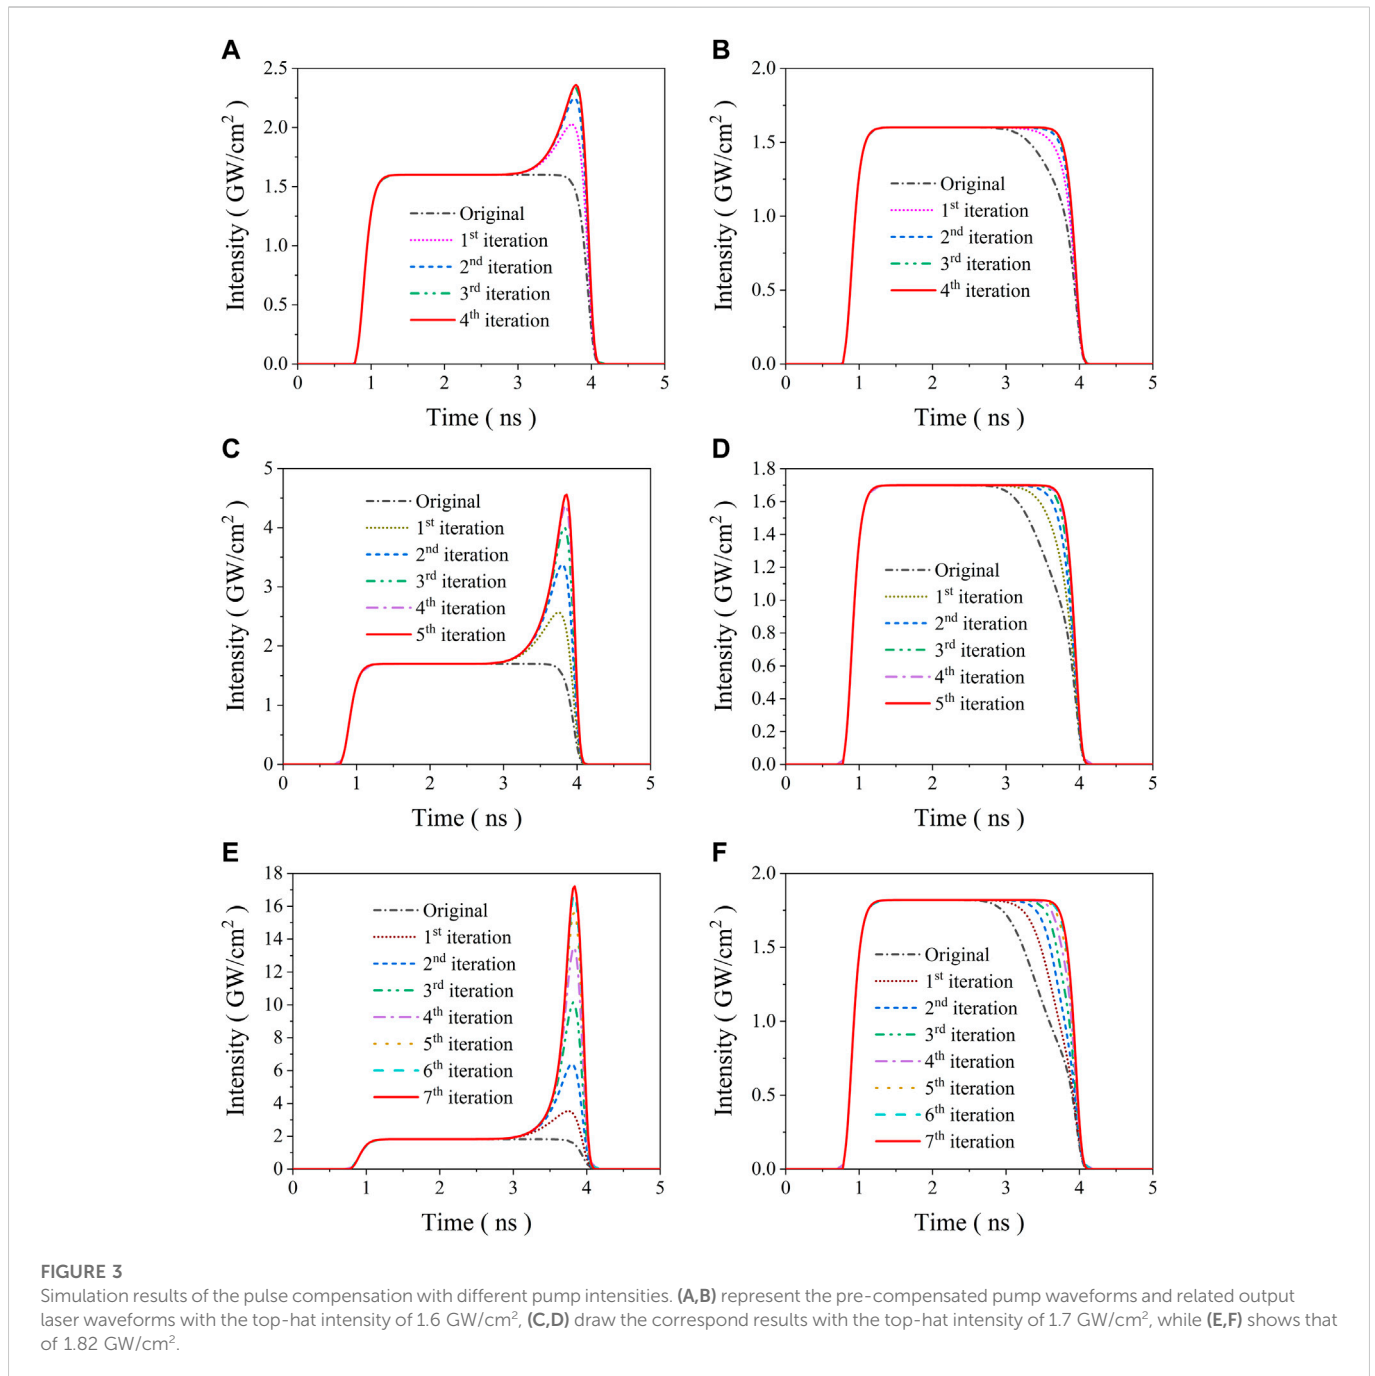 A
Intensity ( GW/cm²)
2.5
2.0
1.5
1.0
0.5
0.0
Original
1st iteration
2nd iteration
3rd iteration
4th iteration
0 1 2 3 4 5
Time ( ns )
B
Intensity ( GW/cm²)
2.0
1.5
1.0
0.5
0.0
Original
1st iteration
2nd iteration
3rd iteration
4th iteration
0 1 2 3 4 5
Time ( ns )
C
Intensity ( GW/cm²)
5
4
3
2
1
0
Original
1st iteration
2nd iteration
3rd iteration
4th iteration
5th iteration
0 1 2 3 4 5
Time ( ns )
D
Intensity ( GW/cm²)
1.8
1.6
1.4
1.2
1.0
0.8
0.6
0.4
0.2
0.0
Original
1st iteration
2nd iteration
3rd iteration
4th iteration
5th iteration
0 1 2 3 4 5
Time ( ns )
E
Intensity ( GW/cm²)
18
16
14
12
10
8
6
4
2
0
Original
1st iteration
2nd iteration
3rd iteration
4th iteration
5th iteration
6th iteration
7th iteration
0 1 2 3 4 5
Time ( ns )
F
Intensity ( GW/cm²)
2.0
1.5
1.0
0.5
0.0
Original
1st iteration
2nd iteration
3rd iteration
4th iteration
5th iteration
6th iteration
7th iteration
0 1 2 3 4 5
Time ( ns )
FIGURE 3
Simulation results of the pulse compensation with different pump intensities. (A,B) represent the pre-compensated pump waveforms and related output
laser waveforms with the top-hat intensity of 1.6 GW/cm², (C,D) draw the correspond results with the top-hat intensity of 1.7 GW/cm², while (E,F) shows that
of 1.82 GW/cm².